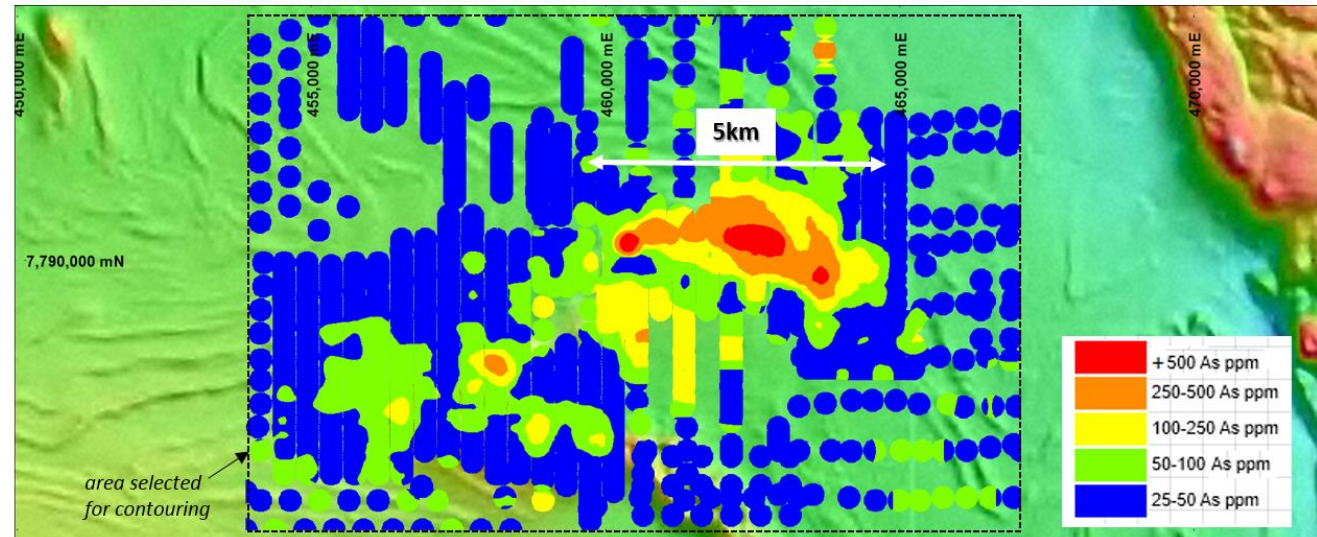 450,000 mE
455,000 mE
460,000 mE
465,000 mE
470,000 mE
5km
7,790,000 mN
area selected
for contouring
+500 As ppm
250-500 As ppm
100-250 As ppm
50-100 As ppm
25-50 As ppm